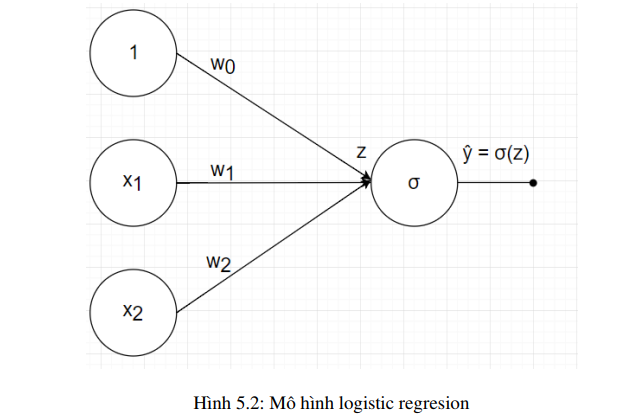 1
w0
z
ŷ = σ(z)
x1
w1
σ
w2
x2
Hình 5.2: Mô hình logistic regresion